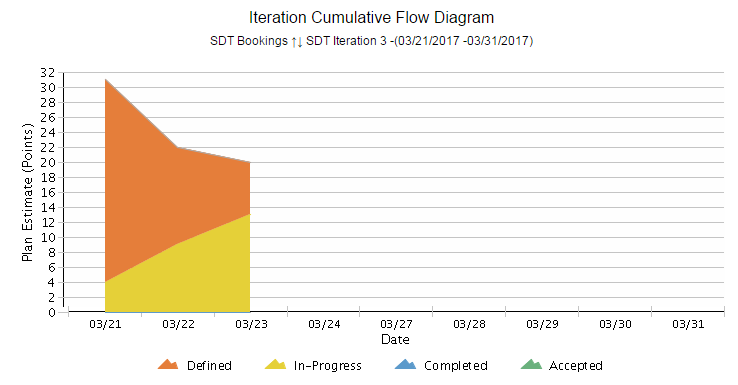 Iteration Cumulative Flow Diagram
SDT Bookings ↑↓ SDT Iteration 3 -(03/21/2017 -03/31/2017)
Plan Estimate (Points)
32
30
28
26
24
22
20
18
16
14
12
10
8
6
4
2
0
03/21 03/22 03/23 03/24 03/27 03/28 03/29 03/30 03/31
Date
Defined In-Progress Completed Accepted